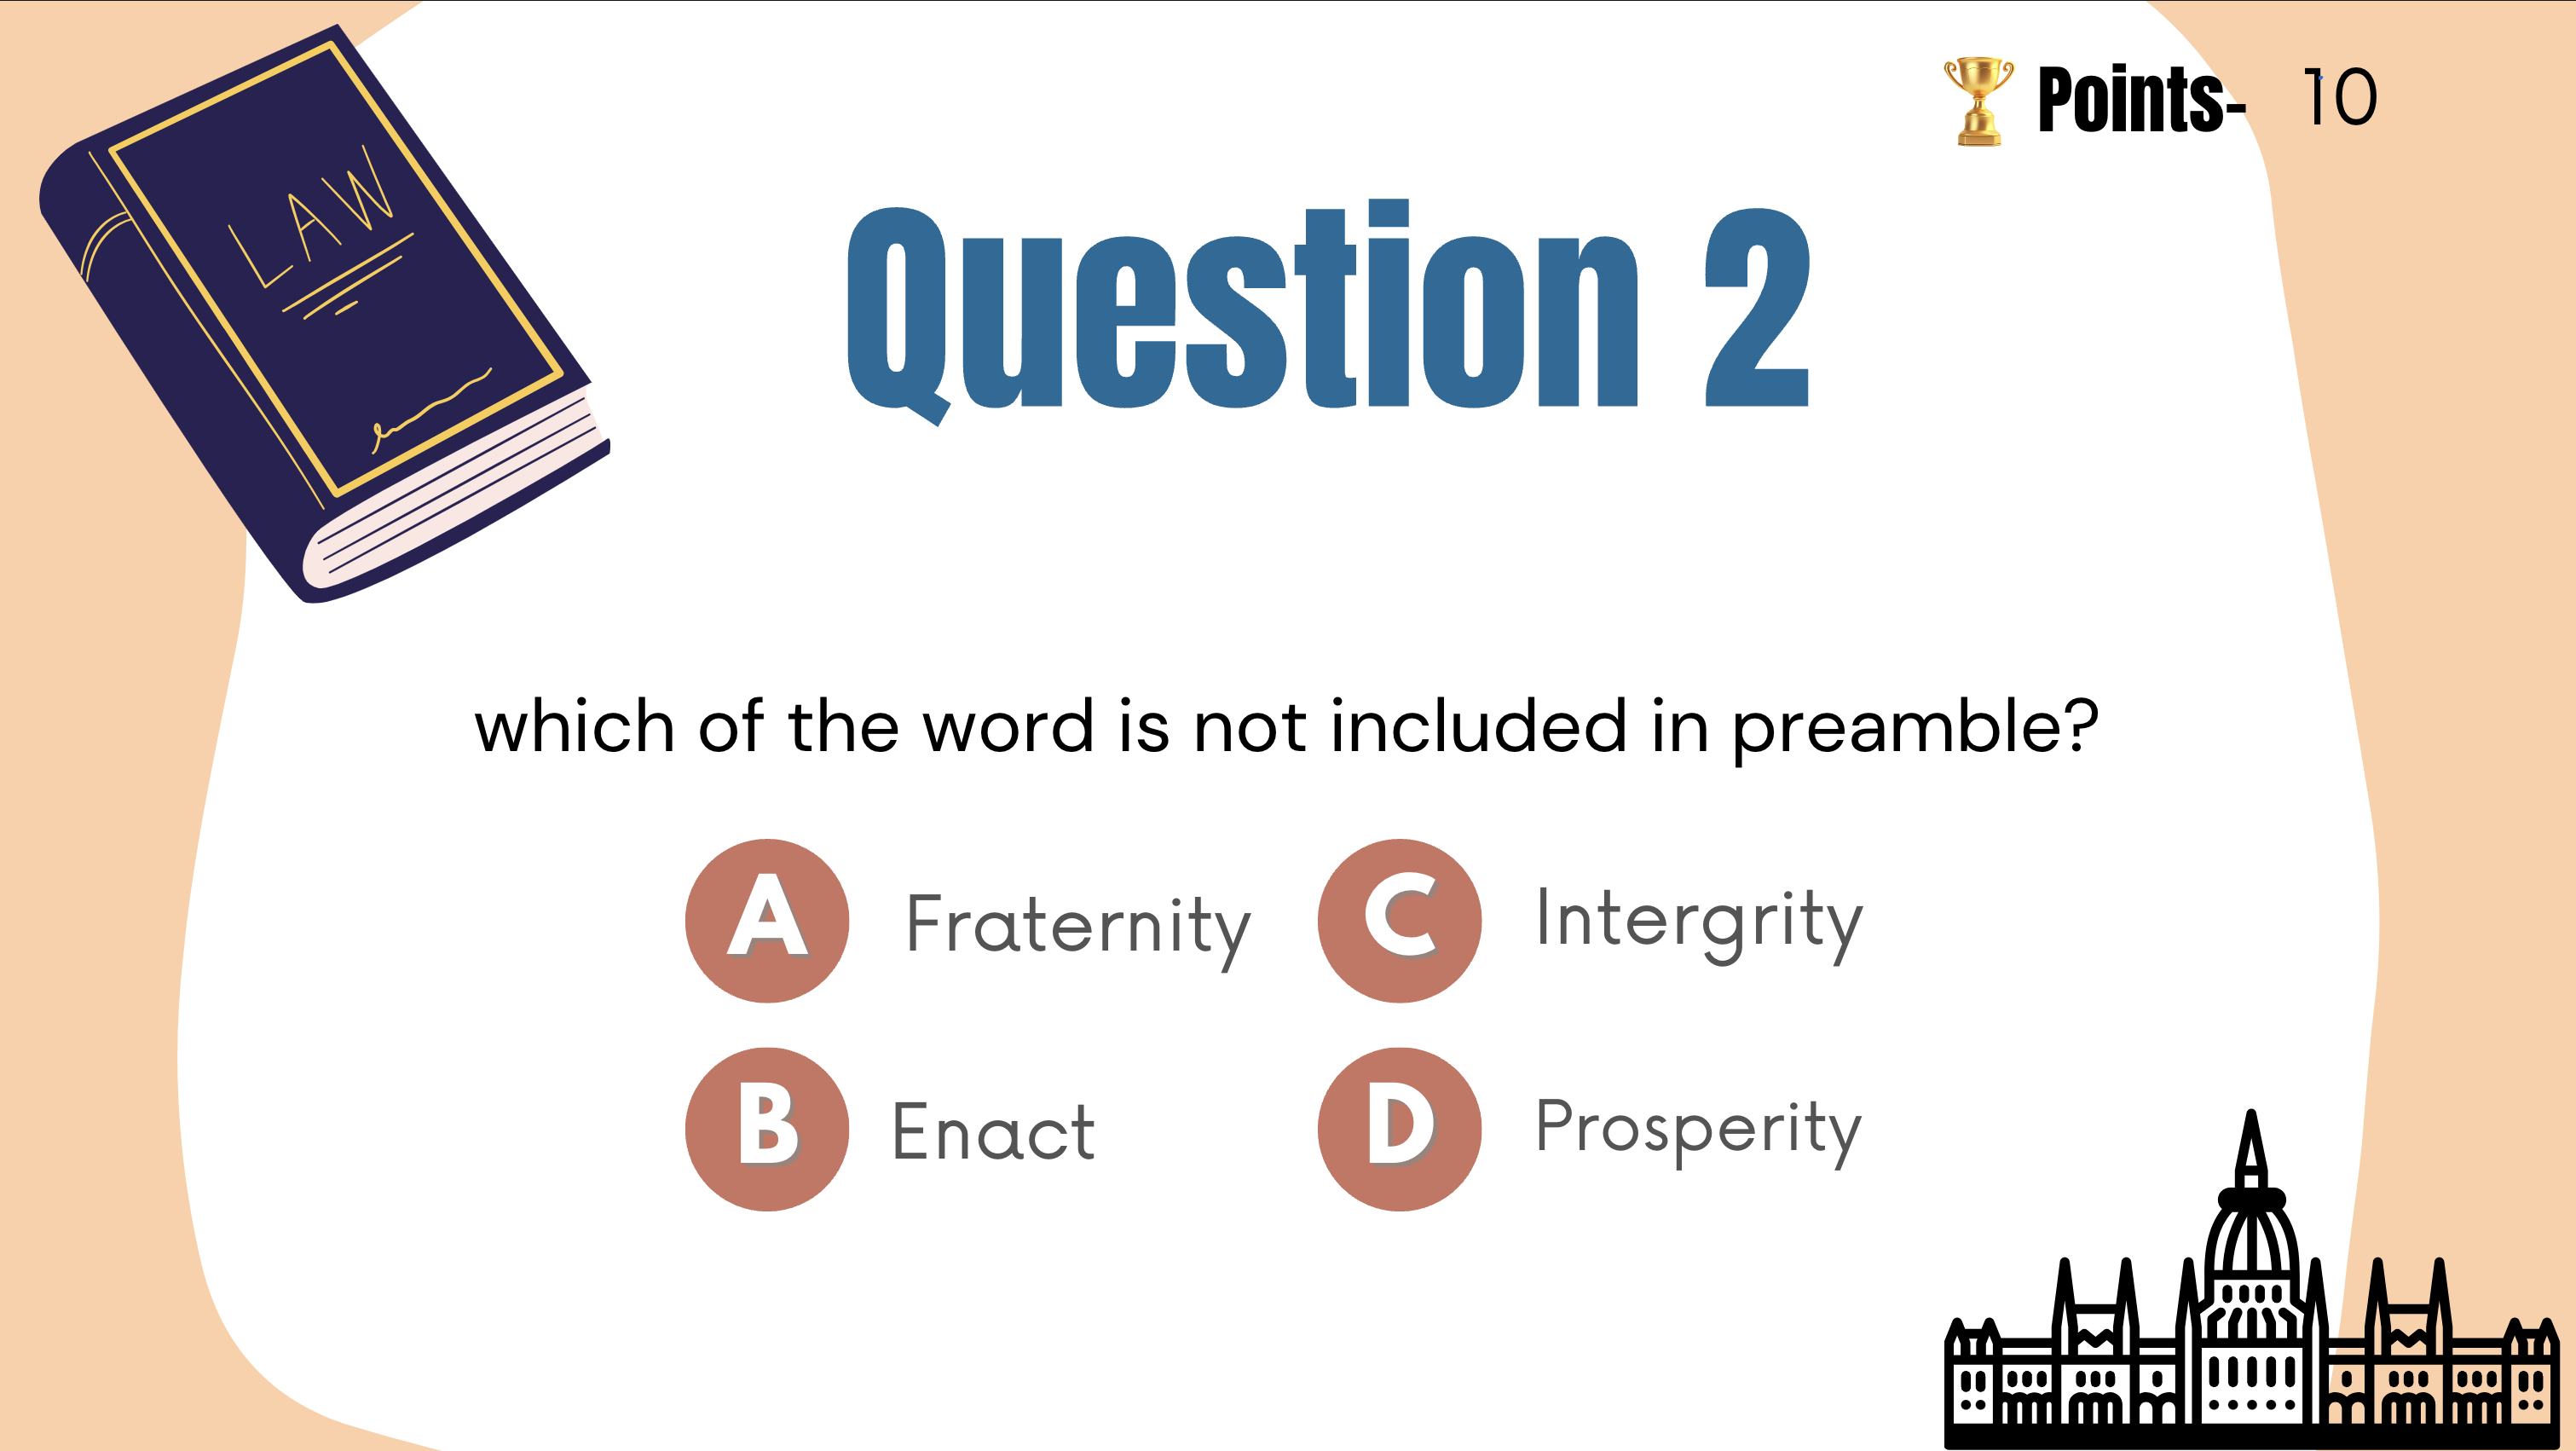 LAW
Points- 10
Question 2
which of the word is not included in preamble?
A Fraternity
C Intergrity
B Enact
D Prosperity